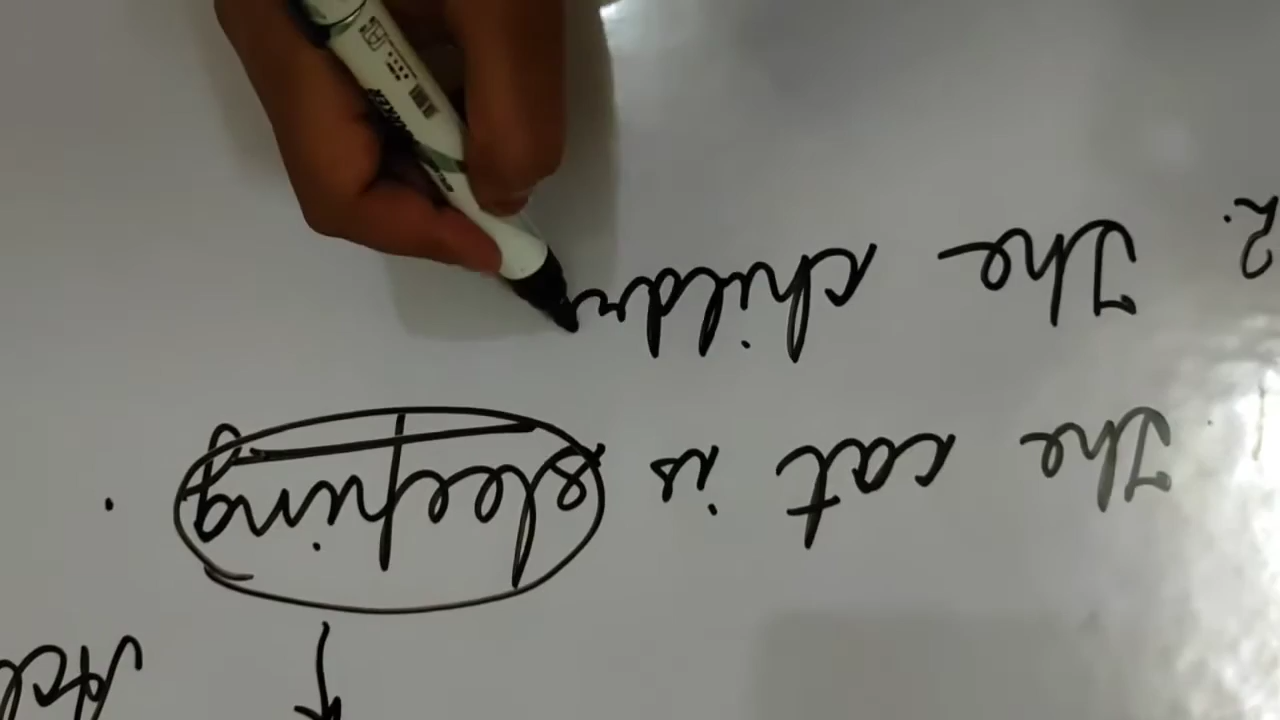 The cat is sleeping .
2. The childr